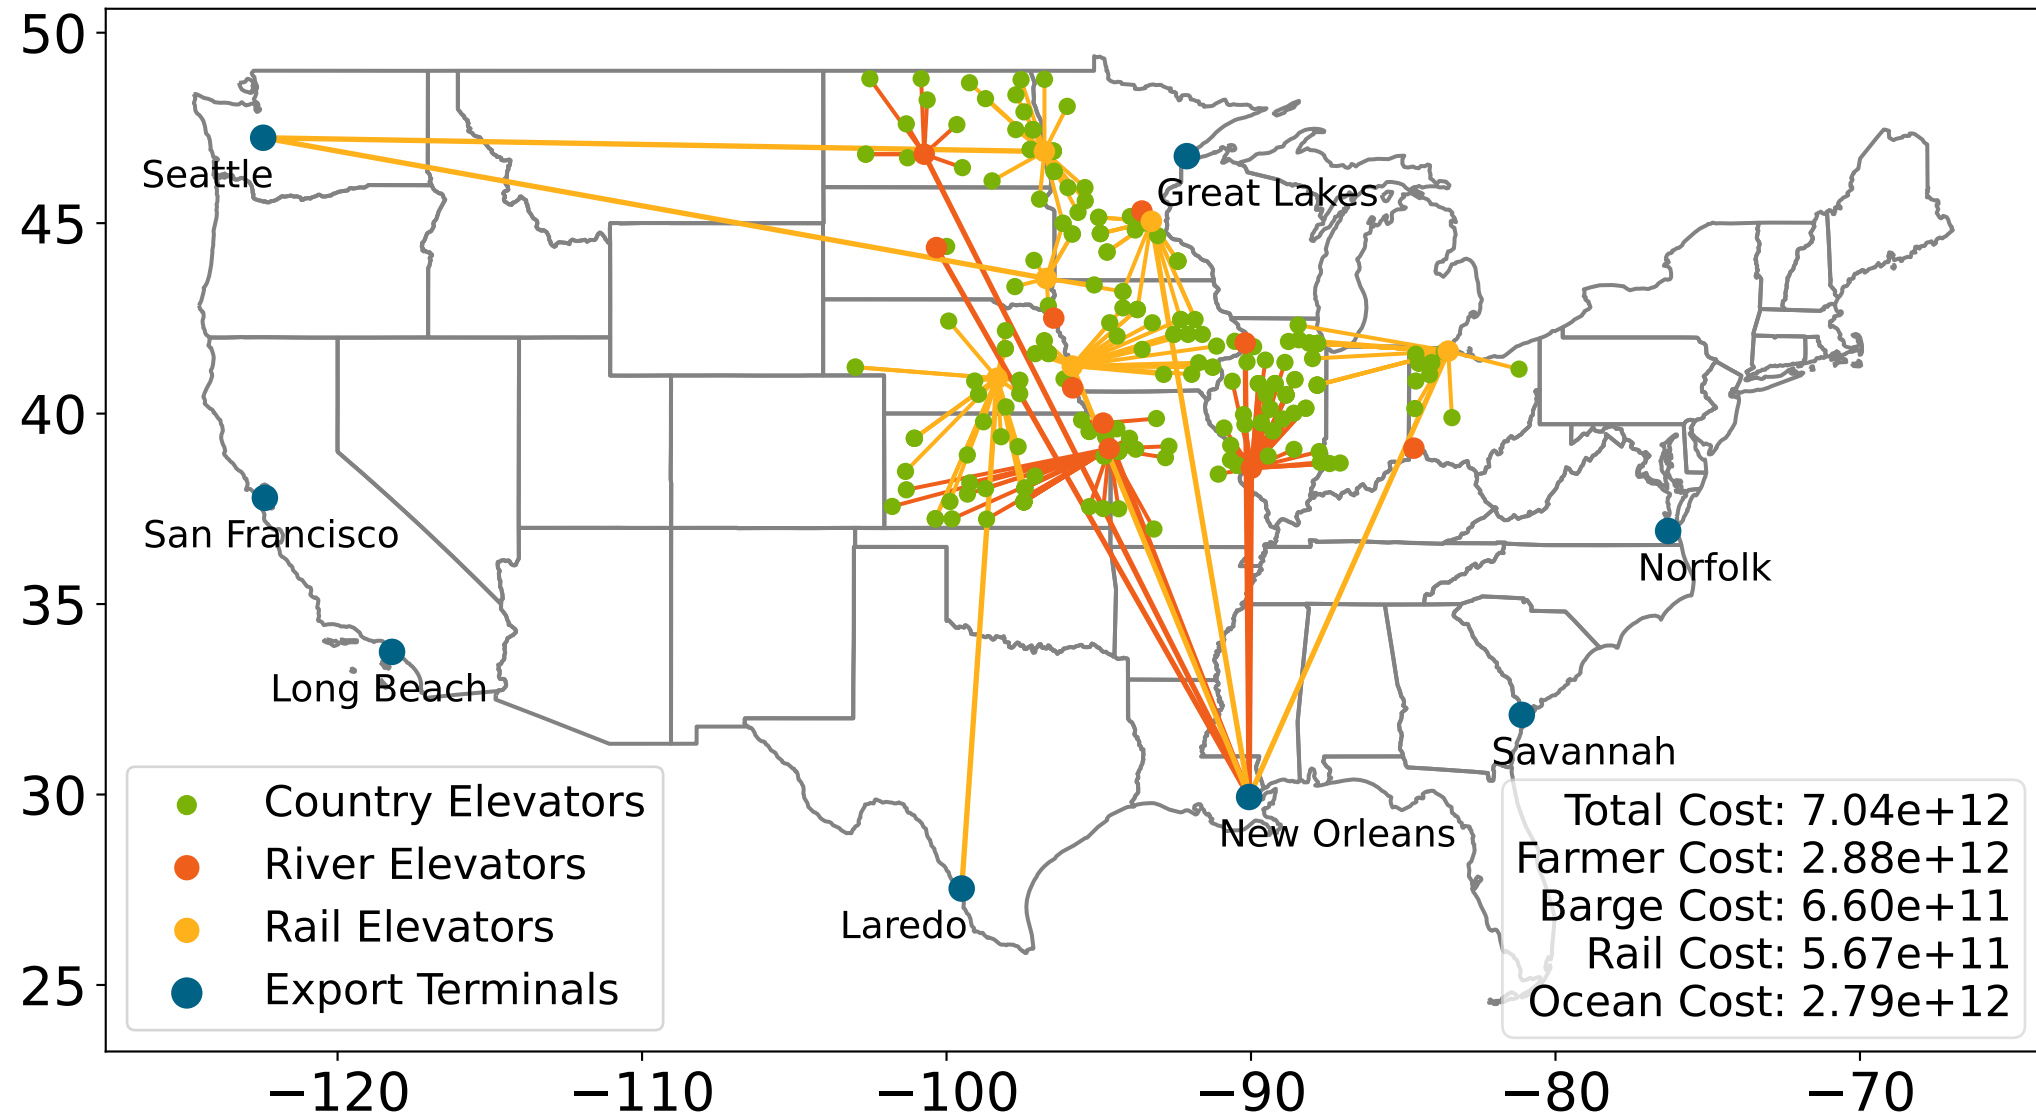 50
45
40
35
30
25
Seattle
Great Lakes
San Francisco
Norfolk
Long Beach
Savannah
New Orleans
Laredo
Country Elevators
River Elevators
Rail Elevators
Export Terminals
Total Cost: 7.04e+12
Farmer Cost: 2.88e+12
Barge Cost: 6.60e+11
Rail Cost: 5.67e+11
Ocean Cost: 2.79e+12
−120 −110 −100 −90 −80 −70